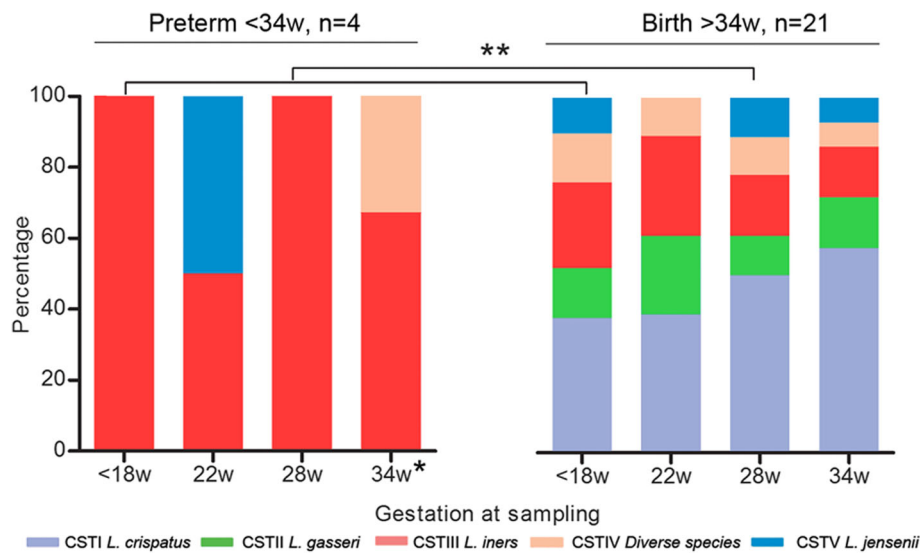 Preterm <34w, n=4
Birth >34w, n=21
**
Percentage
100
80
60
40
20
0
<18w 22w 28w 34w*
<18w 22w 28w 34w
Gestation at sampling
CSTI L. crispatus CSTII L. gasseri CSTIII L. iners CSTIV Diverse species CSTV L. jensenii